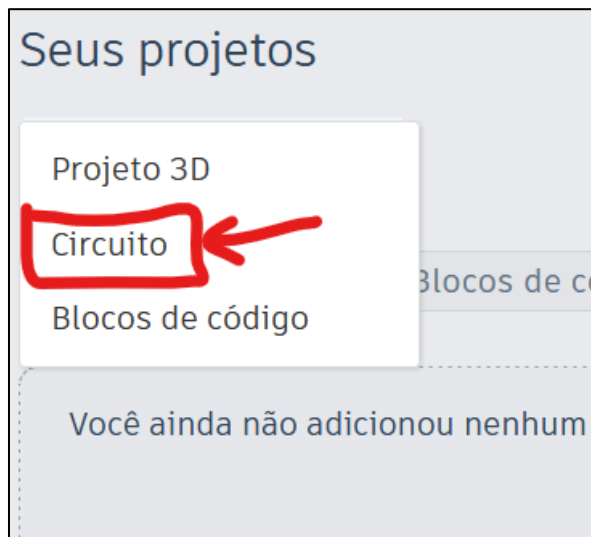 Seus projetos
Projeto 3D
Circuito
Blocos de código
Blocos de
Você ainda não adicionou nenhum